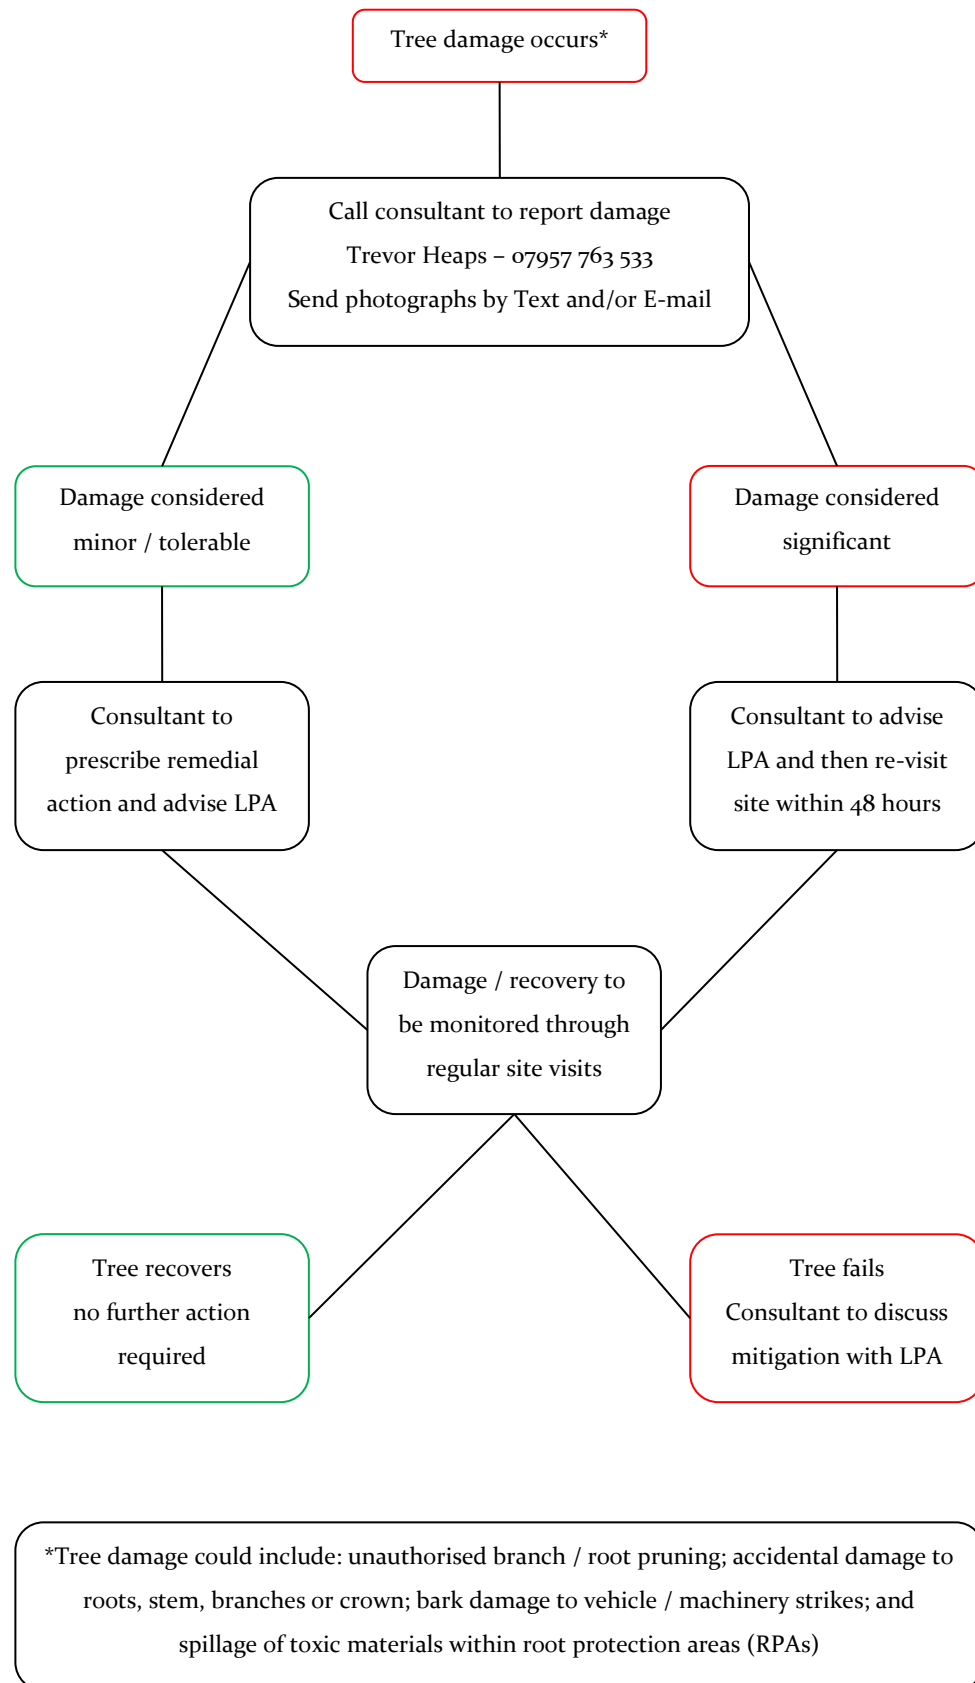 Tree damage occurs*
Call consultant to report damage
Trevor Heaps – 07957 763 533
Send photographs by Text and/or E-mail
Damage considered
minor / tolerable
Damage considered
significant
Consultant to
prescribe remedial
action and advise LPA
Consultant to advise
LPA and then re-visit
site within 48 hours
Damage / recovery to
be monitored through
regular site visits
Tree recovers
no further action
required
Tree fails
Consultant to discuss
mitigation with LPA
*Tree damage could include: unauthorised branch / root pruning; accidental damage to
roots, stem, branches or crown; bark damage to vehicle / machinery strikes; and
spillage of toxic materials within root protection areas (RPAs)